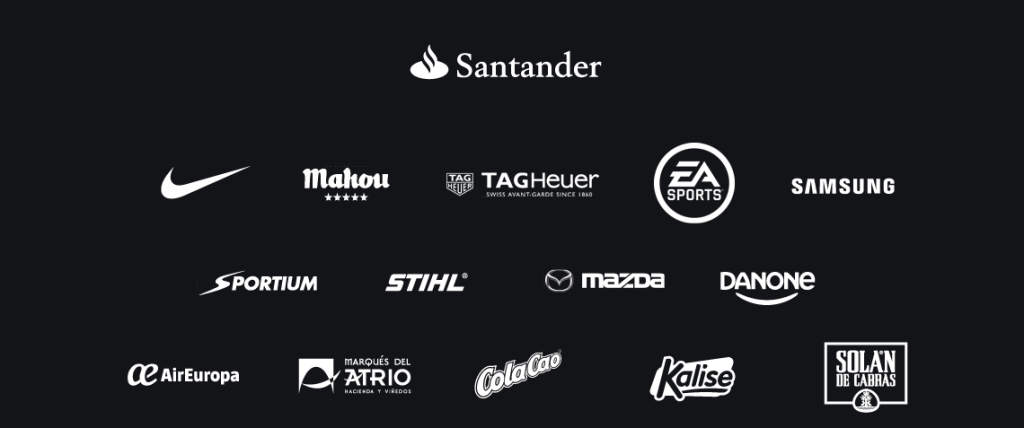 Santander
Mahou
TAG
HEUER
TAGHeuer
SWISS AVANT-GARDE SINCE 1860
EA
SPORTS
SAMSUNG
SPORTIUM
STIHL®
mazda
DANONE
AirEuropa
MARQUÉS DEL
ATRIO
HACIENDA Y VIÑEDOS
ColaCao
Kalise
SOLÁN
DE CABRAS